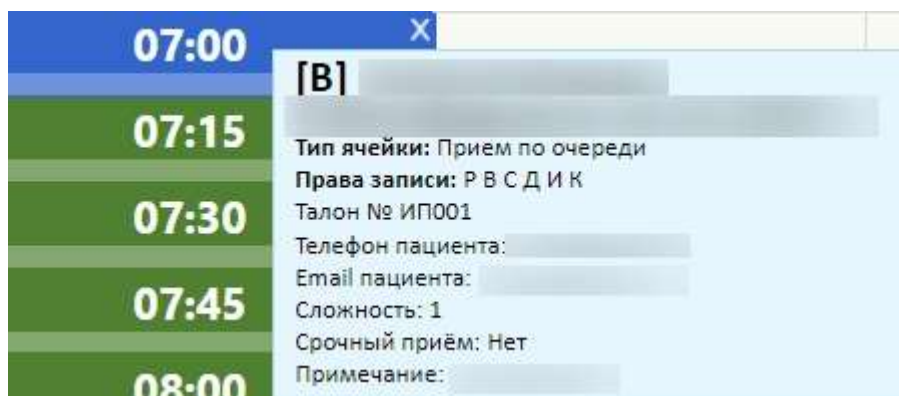 07:00
X
[В]
07:15
Тип ячейки: Прием по очереди
Права записи: Р В С Д И К
07:30
Талон № ИП001
Телефон пациента:
Email пациента:
07:45
Сложность: 1
Срочный приём: Нет
08:00
Примечание: